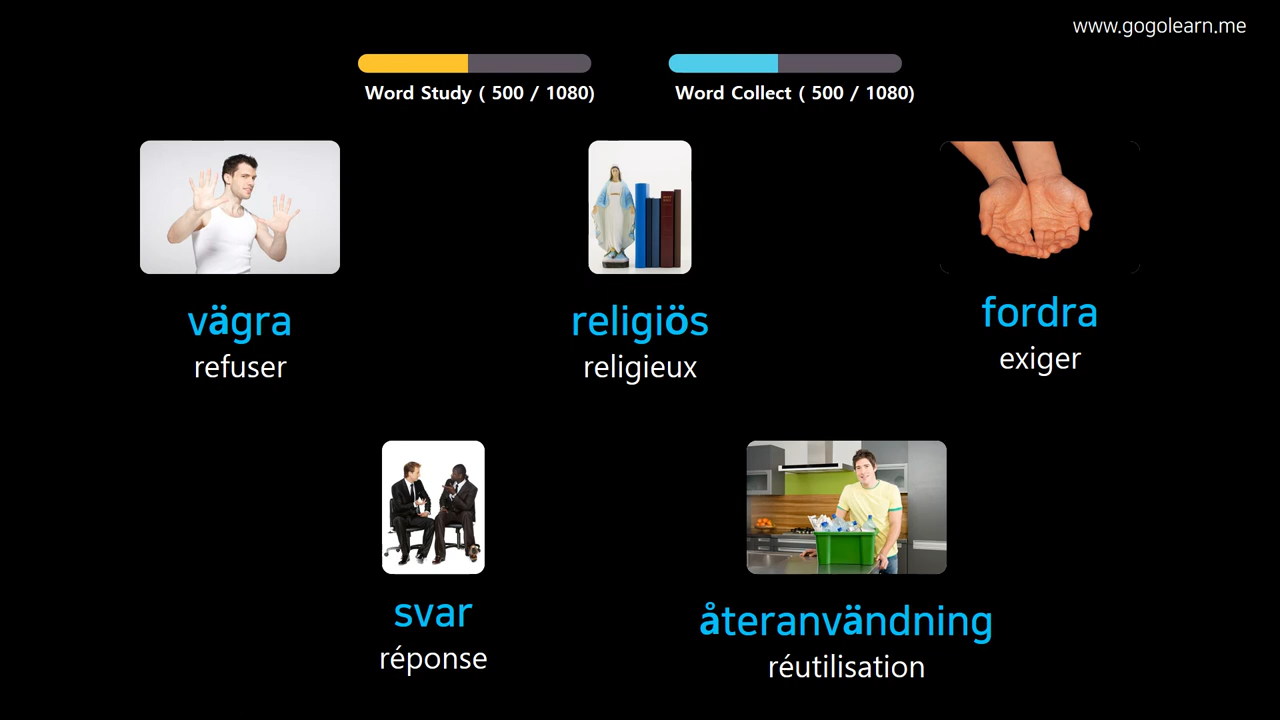 www.gogolearn.me
Word Study ( 500 / 1080)
Word Collect ( 500 / 1080)
vägra
refuser
religiös
religieux
fordra
exiger
svar
réponse
återanvändning
réutilisation